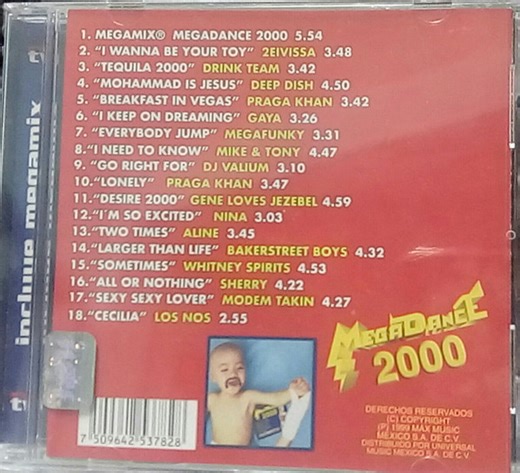 1. MEGAMIX® MEGADANCE 2000 5.54
2. "I WANNA BE YOUR TOY" 2EIVISSA 3.48
3. "TEQUILA 2000" DRINK TEAM 3.42
4. "MOHAMMAD IS JESUS" DEEP DISH 4.50
5. "BREAKFAST IN VEGAS" PRAGA KHAN 3.42
6. "I KEEP ON DREAMING" GAYA 3.26
7. "EVERYBODY JUMP" MEGAFUNKY 3.31
8. "I NEED TO KNOW" MIKE & TONY 4.47
9. "GO RIGHT FOR" DJ VALIUM 3.10
10. "LONELY" PRAGA KHAN 3.47
11. "DESIRE 2000" GENE LOVES JEZEBEL 4.59
12. "I´M SO EXCITED" NINA 3.03
13. "TWO TIMES" ALINE 3.45
14. "LARGER THAN LIFE" BAKERSTREET BOYS 4.32
15. "SOMETIMES" WHITNEY SPIRITS 4.53
16. "ALL OR NOTHING" SHERRY 4.22
17. "SEXY SEXY LOVER" MODEM TAKIN 4.27
18. "CECILIA" LOS NOS 2.55
incluye megamix
MEGADANCE
2000
DERECHOS RESERVADOS
(C) COPYRIGHT
(P) 1999 MAX MUSIC
MEXICO S.A. DE C.V.
DISTRIBUIDO POR UNIVERSAL
MUSIC MEXICO S.A. DE C.V.
7 509642 537828